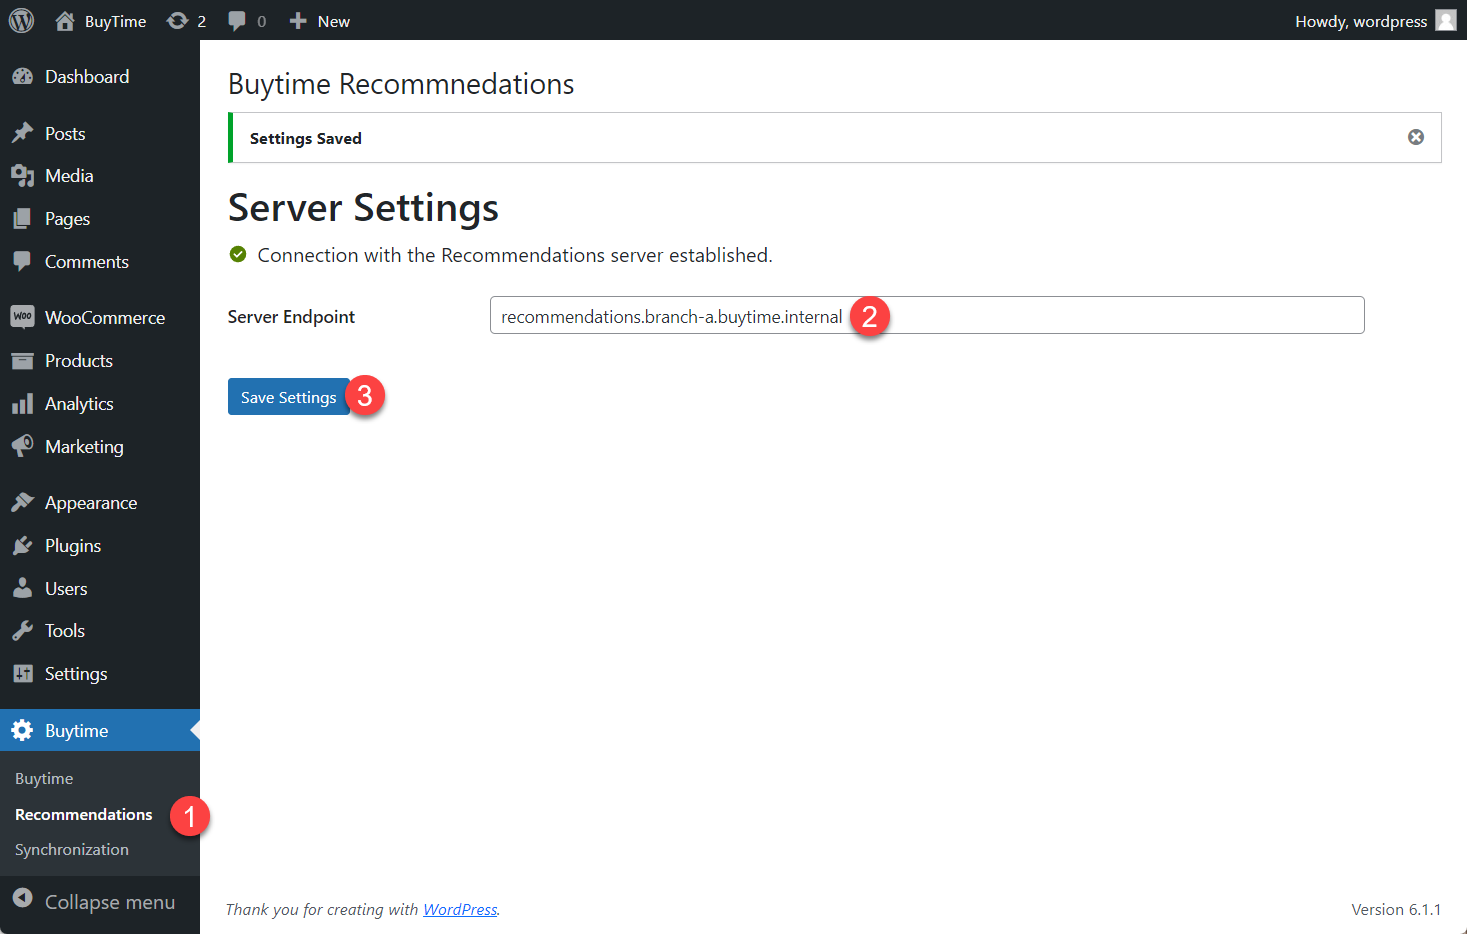 BuyTime 2 0 New Howdy, wordpress
Dashboard
Posts
Media
Pages
Comments
Woo WooCommerce
Products
Analytics
Marketing
Appearance
Plugins
Users
Tools
Settings
Buytime
Buytime
Recommendations 1
Synchronization
Collapse menu
Buytime Recommnedations
Settings Saved
Server Settings
Connection with the Recommendations server established.
Server Endpoint recommendations.branch-a.buytime.internal 2
Save Settings 3
Thank you for creating with WordPress. Version 6.1.1